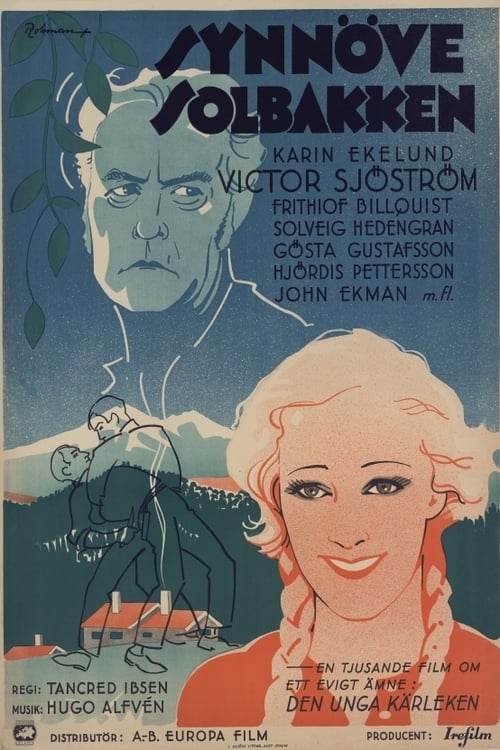 Rohman
SYNNÖVE
SOLBAKKEN
KARIN EKELUND
VICTOR SJÖSTRÖM
FRITHIOF BILLQUIST
SOLVEIG HEDENGRAN
GÖSTA GUSTAFSSON
HJÖRDIS PETTERSSON
JOHN EKMAN m.fl.
— EN TJUSANDE FILM OM
ETT EVIGT ÄMNE:
DEN UNGA KÄRLEKEN
REGI: TANCRED IBSEN
MUSIK: HUGO ALFVÉN
DISTRIBUTÖR: A.-B. EUROPA FILM
PRODUCENT: Irefilm